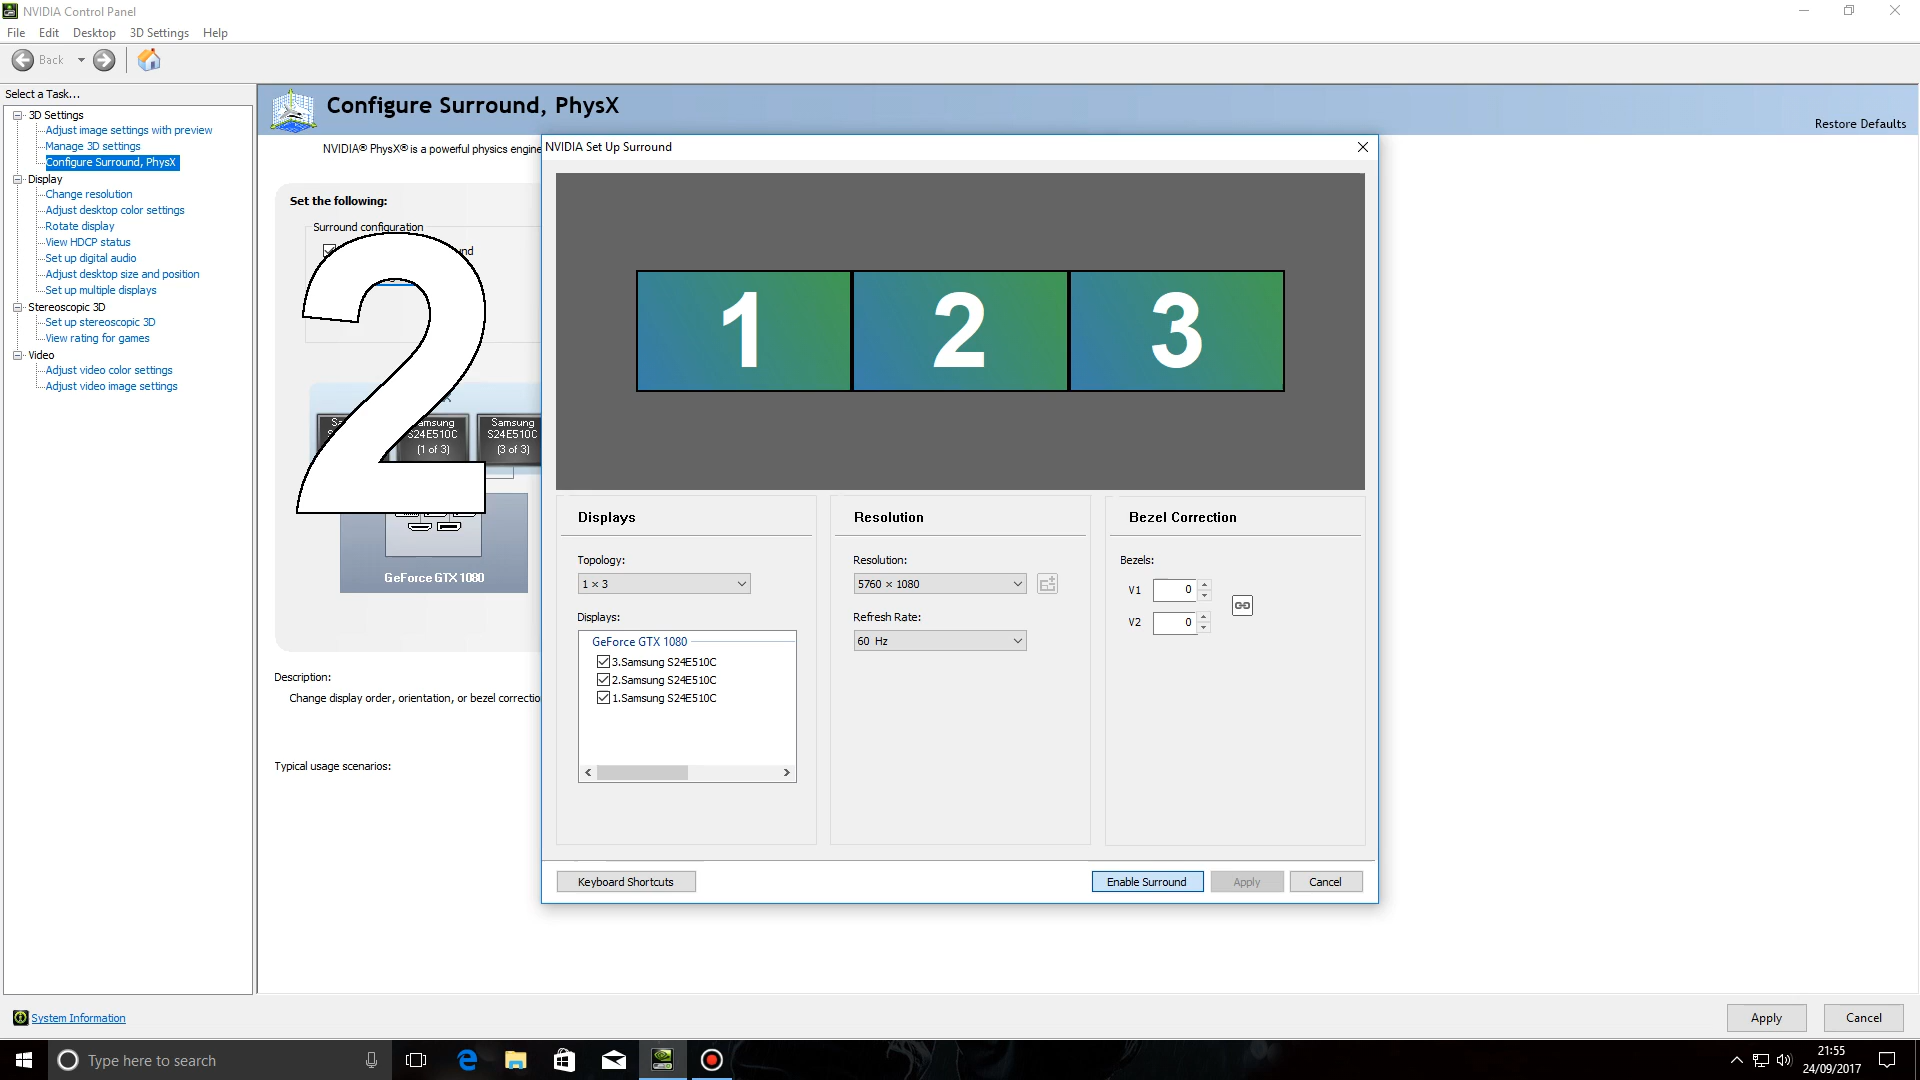 NVIDIA Control Panel
File Edit Desktop 3D Settings Help
Back
Select a Task...
3D Settings
Adjust image settings with preview
Manage 3D settings
Configure Surround, PhysX
Display
Change resolution
Adjust desktop color settings
Rotate display
View HDCP status
Set up digital audio
Adjust desktop size and position
Set up multiple displays
Stereoscopic 3D
Set up stereoscopic 3D
View rating for games
Video
Adjust video color settings
Adjust video image settings
System Information
Configure Surround, PhysX
Restore Defaults
NVIDIA® PhysX® is a powerful physics engine
Set the following:
Surround configuration
2
Samsung
S24E510C
(1 of 3)
Samsung
S24E510C
(3 of 3)
GeForce GTX 1080
Description:
Change display order, orientation, or bezel correctio
Typical usage scenarios:
NVIDIA Set Up Surround
1 2 3
Displays
Topology:
1 × 3
Displays:
GeForce GTX 1080
3.Samsung S24E510C
2.Samsung S24E510C
1.Samsung S24E510C
Resolution
Resolution:
5760 × 1080
Refresh Rate:
60 Hz
Bezel Correction
Bezels:
V1 0
V2 0
Keyboard Shortcuts
Enable Surround
Apply
Cancel
Apply
Cancel
Type here to search
21:55
24/09/2017